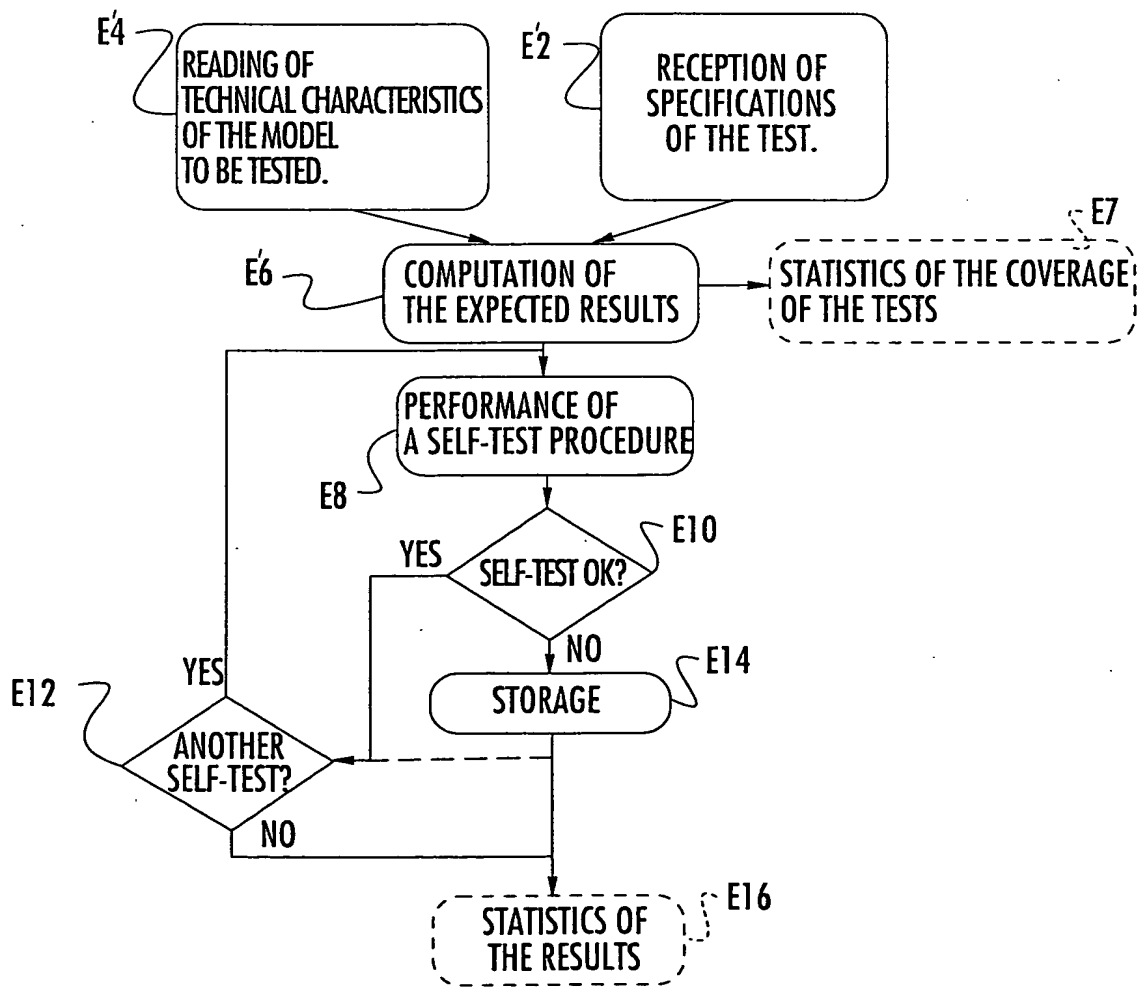 E'4
READING OF
TECHNICAL CHARACTERISTICS
OF THE MODEL
TO BE TESTED.
E'2
RECEPTION OF
SPECIFICATIONS
OF THE TEST.
E'6
COMPUTATION OF
THE EXPECTED RESULTS
E7
STATISTICS OF THE COVERAGE
OF THE TESTS
PERFORMANCE OF
A SELF-TEST PROCEDURE
E8
E10
YES
SELF-TEST OK?
NO
E14
STORAGE
YES
E12
ANOTHER
SELF-TEST?
NO
E16
STATISTICS OF
THE RESULTS